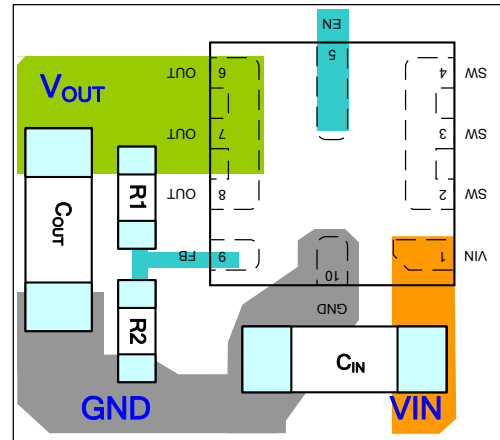 EN
5
VOUT
OUT
6
4
SW
OUT
7
3
SW
R1
OUT
8
2
SW
COUT
FB
9
10
1
VIN
GND
R2
CIN
GND
VIN